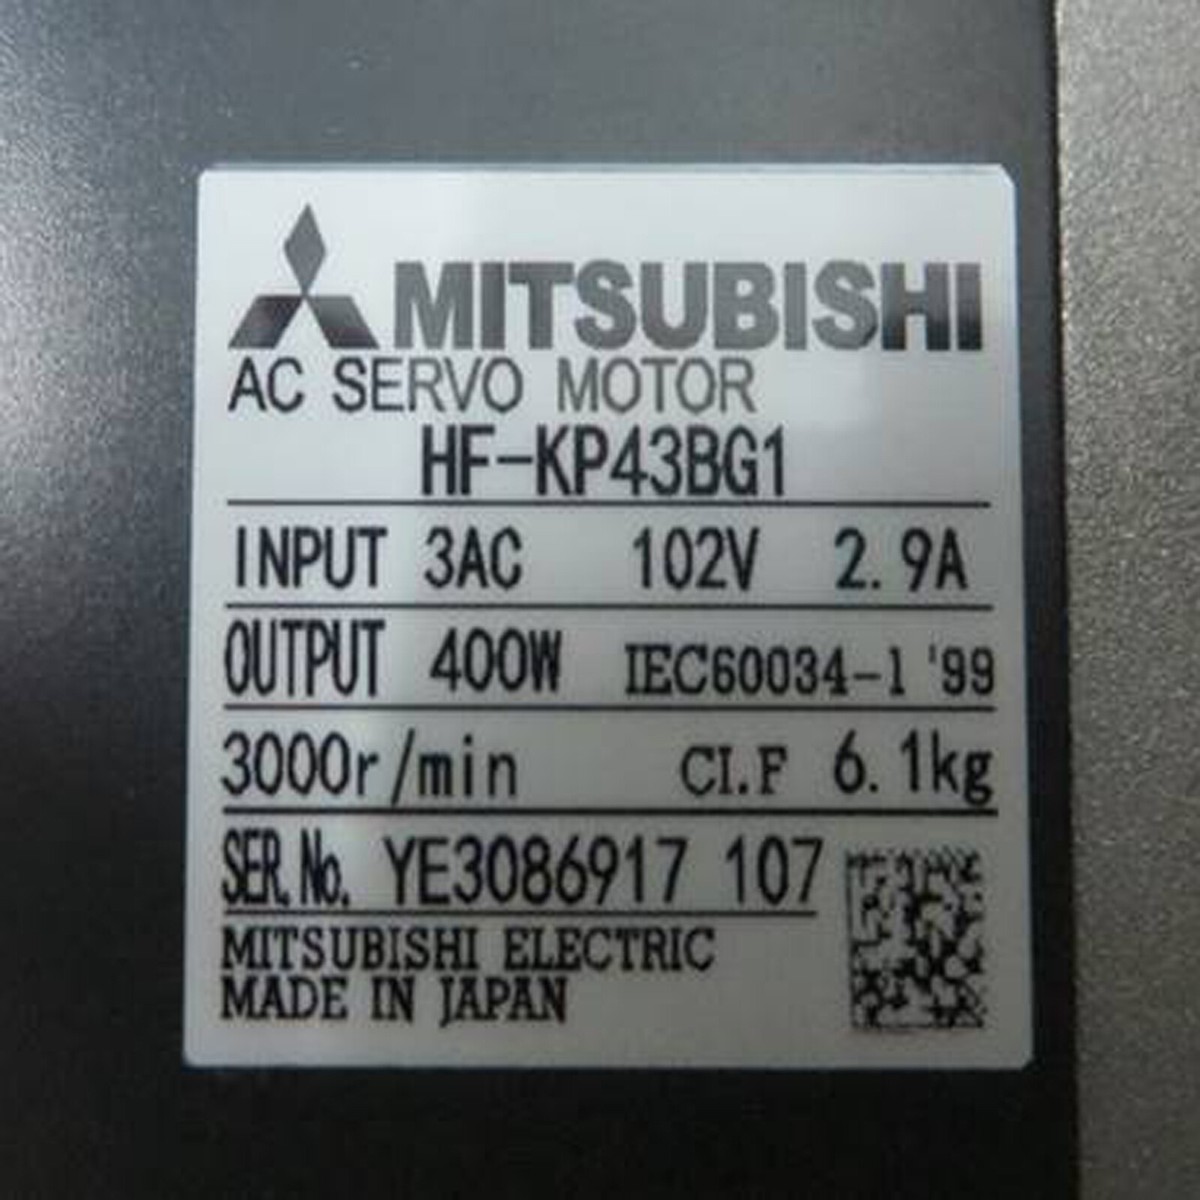 MITSUBISHI
AC SERVO MOTOR
HF-KP43BG1
INPUT 3AC 102V 2.9A
OUTPUT 400W IEC60034-1 '99
3000r/min CI.F 6.1kg
SER.No. YE3086917 107
MITSUBISHI ELECTRIC
MADE IN JAPAN